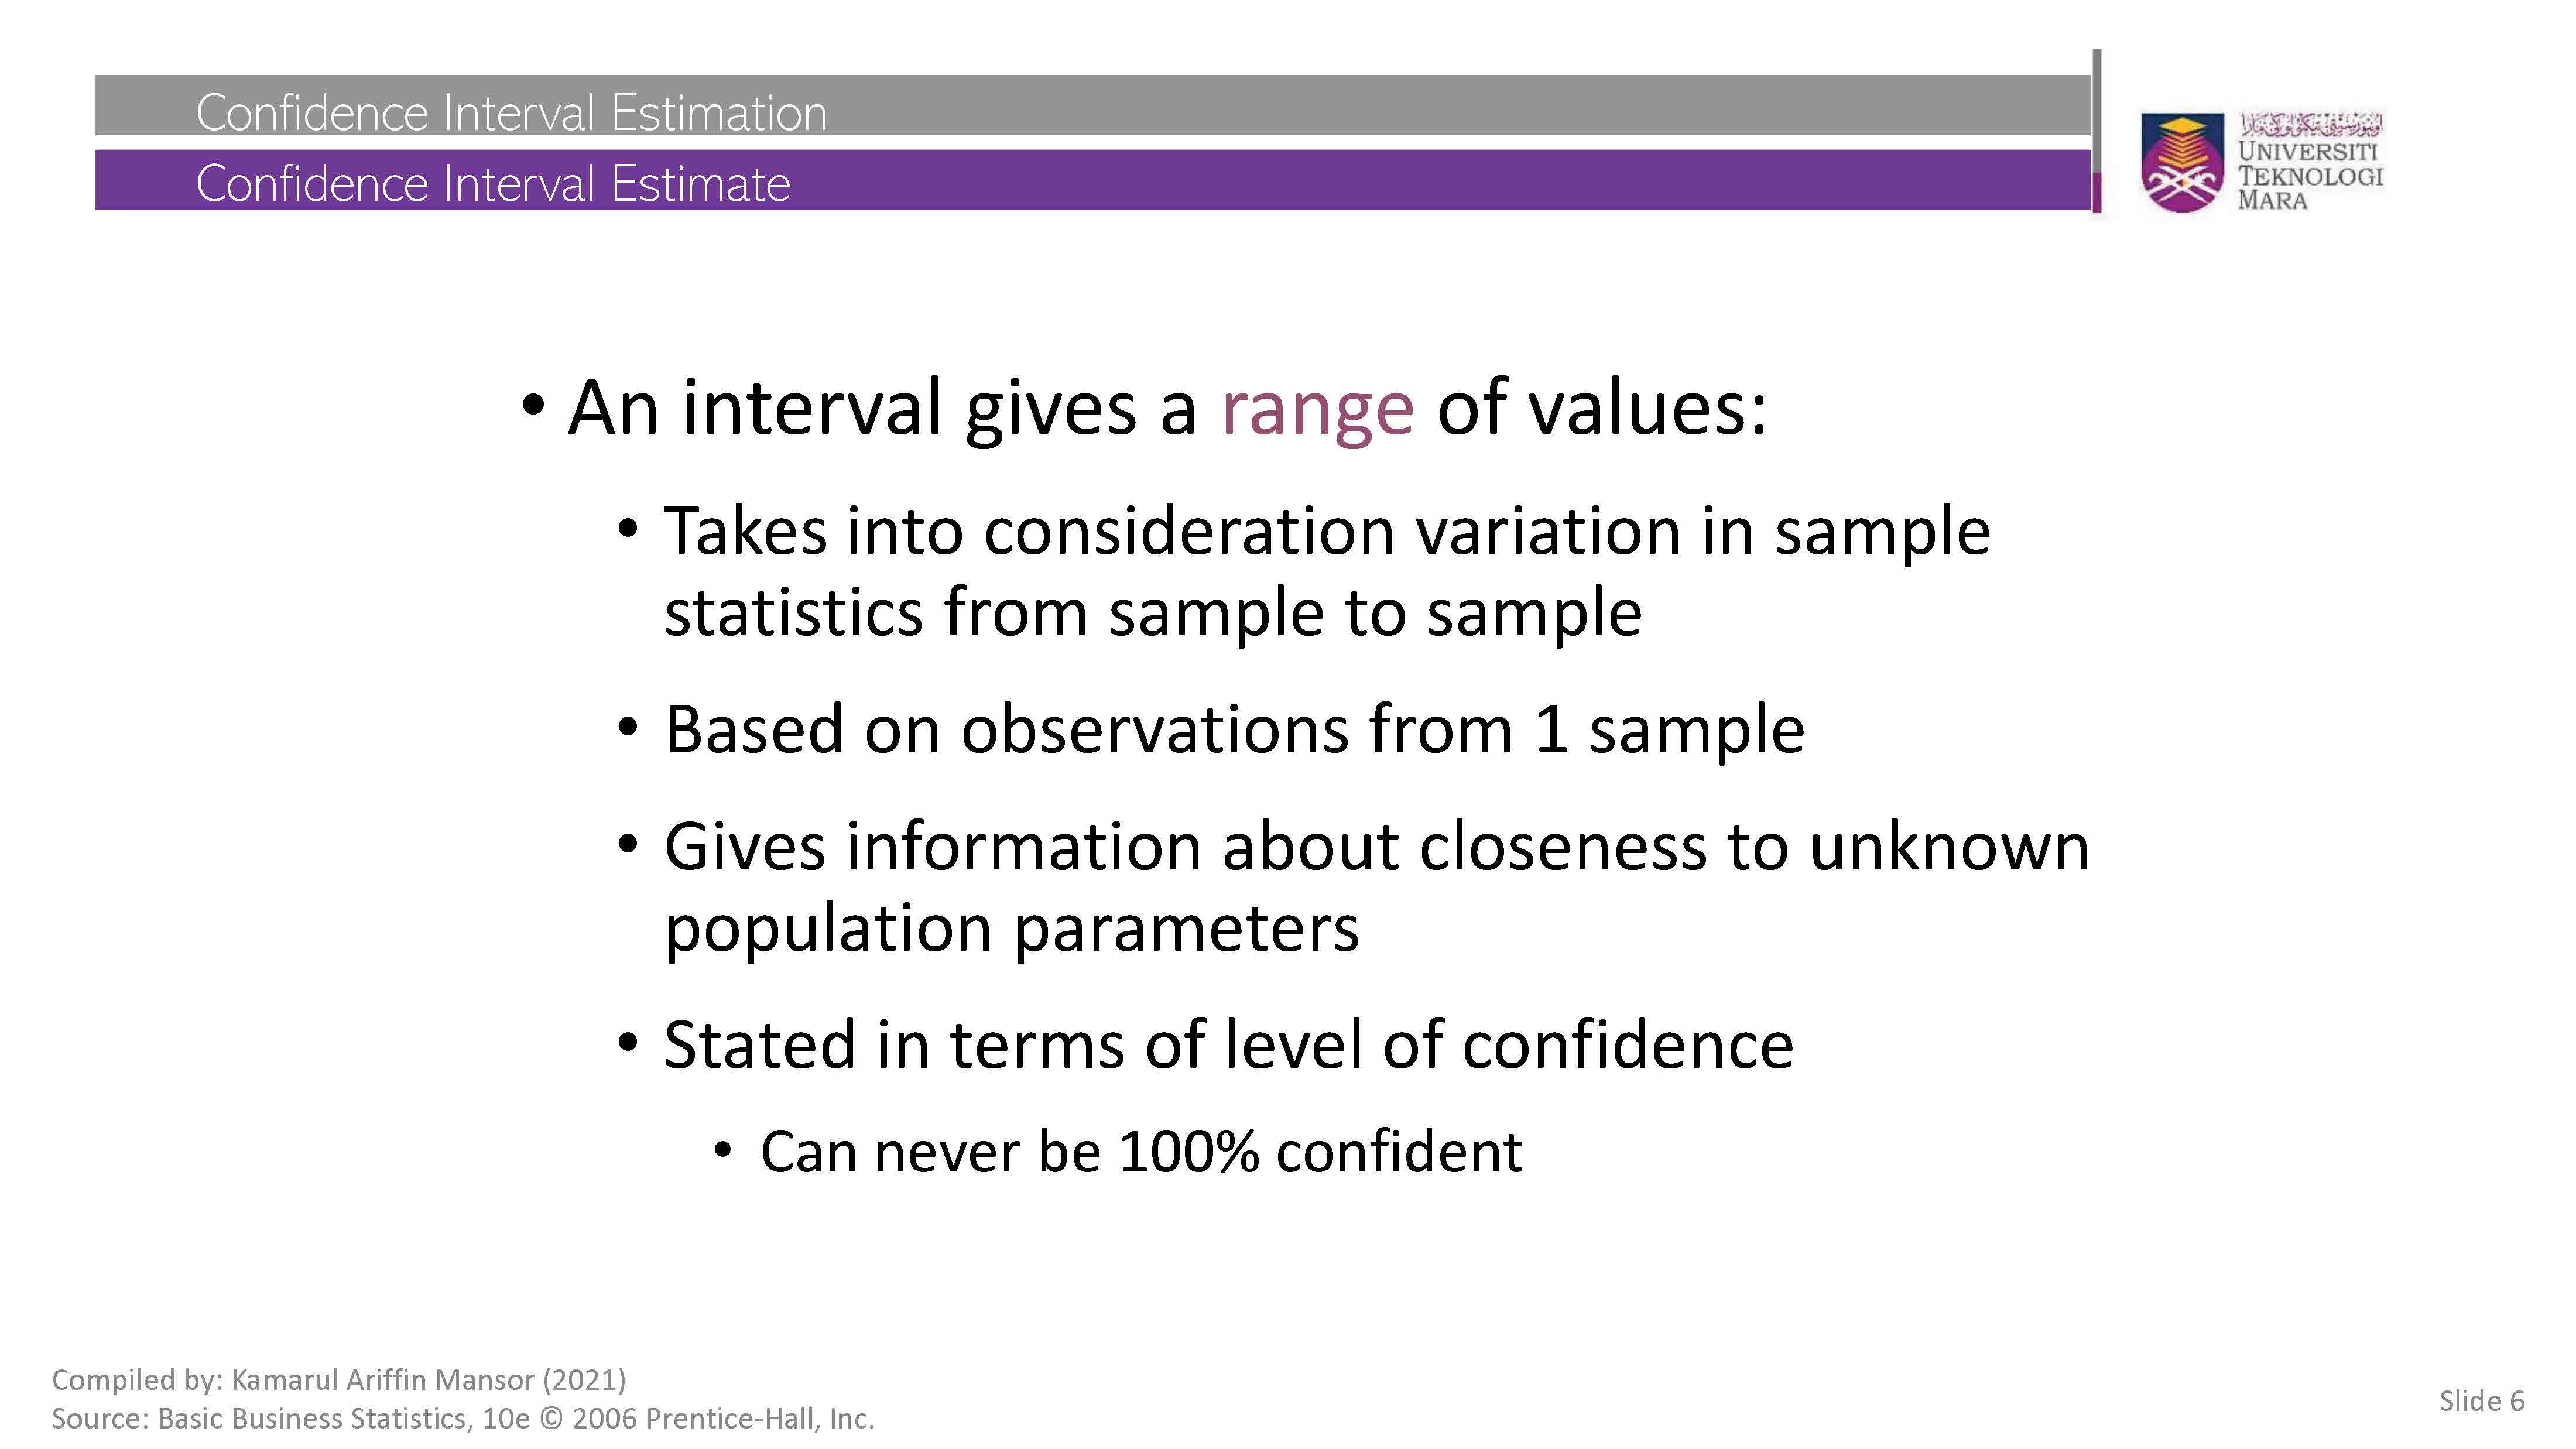 Confidence Interval Estimation
Confidence Interval Estimate
UNIVERSITI
TEKNOLOGI
MARA
• An interval gives a range of values:
• Takes into consideration variation in sample
statistics from sample to sample
• Based on observations from 1 sample
• Gives information about closeness to unknown
population parameters
• Stated in terms of level of confidence
• Can never be 100% confident
Compiled by: Kamarul Ariffin Mansor (2021)
Source: Basic Business Statistics, 10e © 2006 Prentice-Hall, Inc.
Slide 6